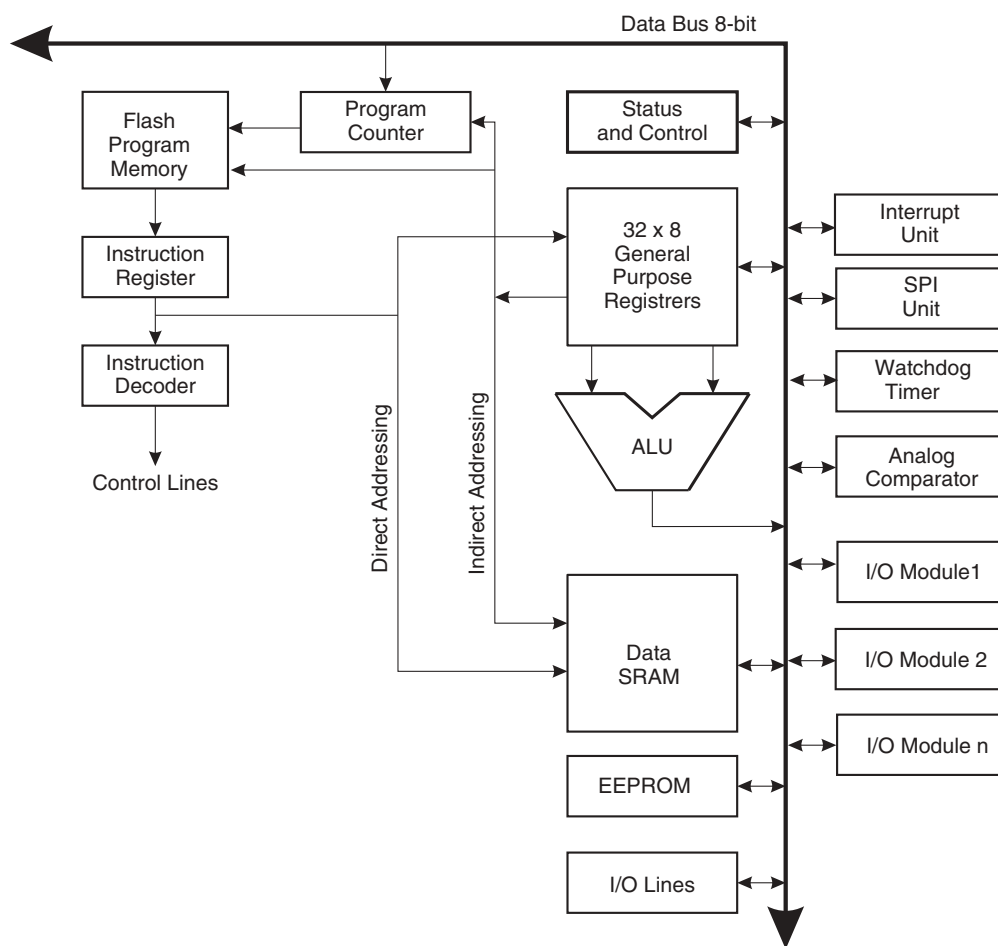 Data Bus 8-bit
Flash
Program
Memory
Program
Counter
Status
and Control
32 x 8
General
Purpose
Registrers
Interrupt
Unit
Instruction
Register
SPI
Unit
Instruction
Decoder
Watchdog
Timer
ALU
Analog
Comparator
Control Lines
Direct Addressing
Indirect Addressing
I/O Module1
Data
SRAM
I/O Module 2
I/O Module n
EEPROM
I/O Lines